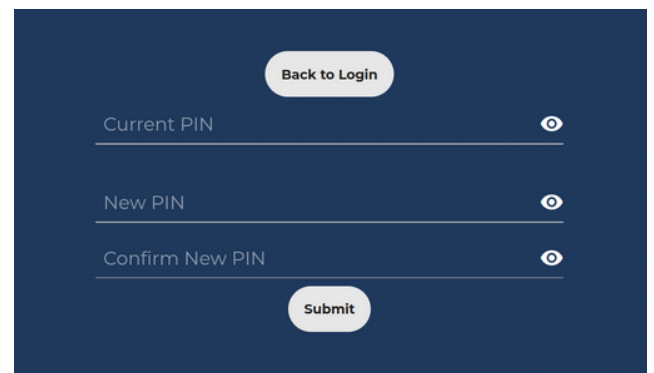 Back to Login
Current PIN
New PIN
Confirm New PIN
Submit